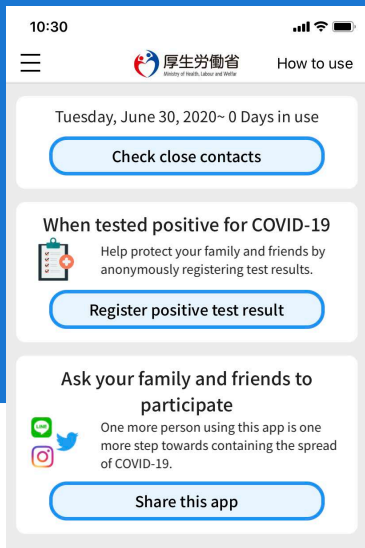 10:30
厚生労働省
Ministry of Health, Labour and Welfare
How to use
Tuesday, June 30, 2020~ 0 Days in use
Check close contacts
When tested positive for COVID-19
Help protect your family and friends by
anonymously registering test results.
Register positive test result
Ask your family and friends to
participate
LINE
One more person using this app is one
more step towards containing the spread
of COVID-19.
Share this app